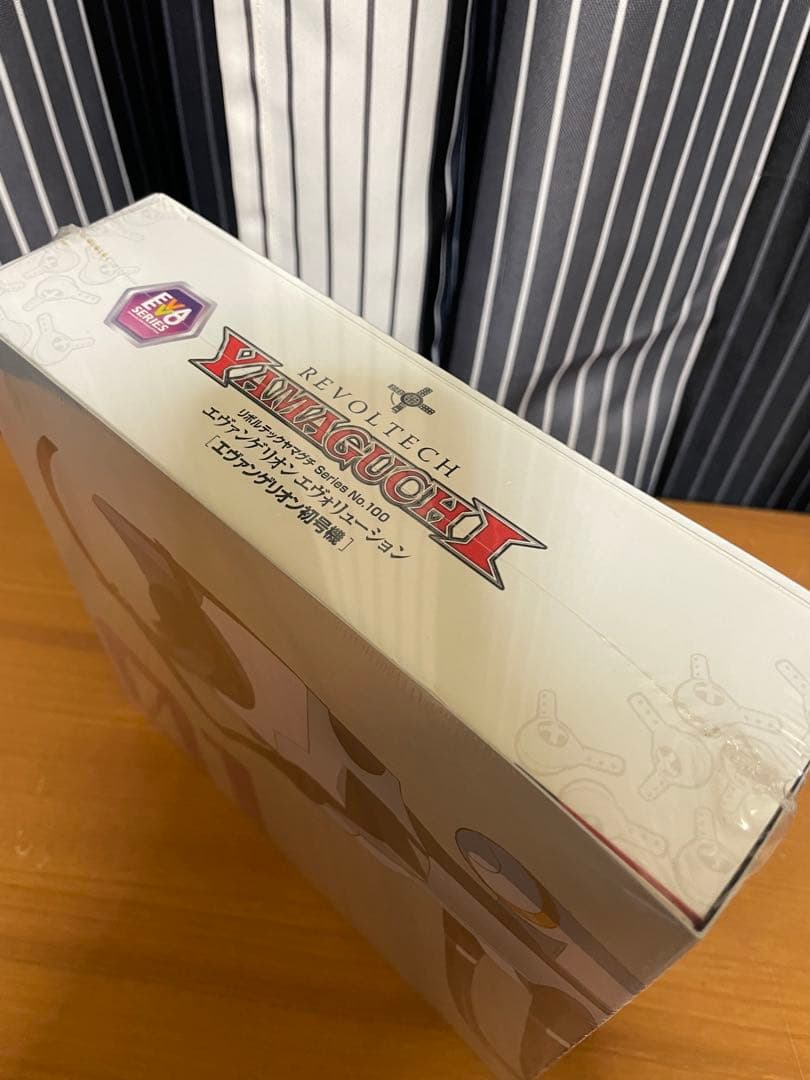 EVA
SERIES
REVOLTECH
YAMAGUCHI
リボルテックヤマグチ Series No.100
エヴァンゲリオン エヴォリューション
[エヴァンゲリオン初号機]